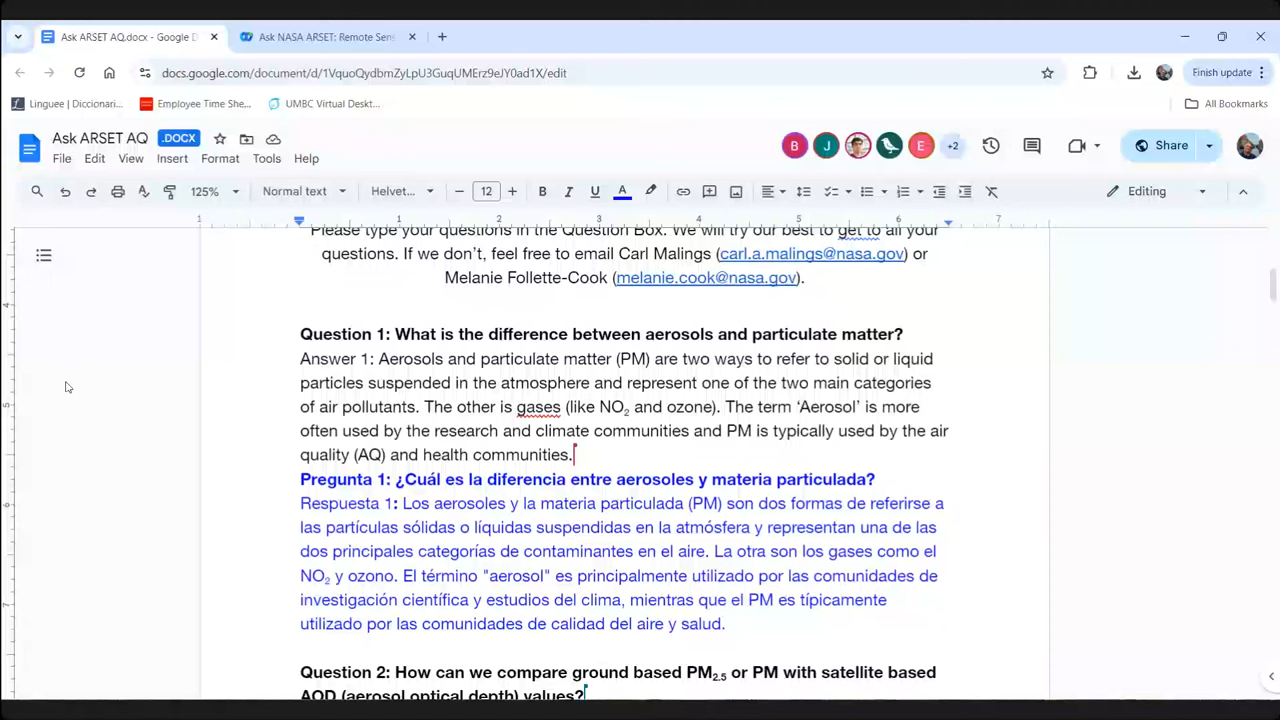 Ask ARSET AQ.docx - Google D
Ask NASA ARSET: Remote Sens
docs.google.com/document/d/1VquoQydbmZyLpU3GuqUMErz9eJY0ad1X/edit
Finish update
Linguee | Diccionari...
Employee Time She...
UMBC Virtual Deskt...
All Bookmarks
Ask ARSET AQ .DOCX
File Edit View Insert Format Tools Help
B J E +2
Share
125% Normal text Helvet... 12 B I U A
Editing
1 1 2 3 4 5 6 7
Please type your questions in the Question Box. We will try our best to get to all your
questions. If we don’t, feel free to email Carl Malings (carl.a.malings@nasa.gov) or
Melanie Follette-Cook (melanie.cook@nasa.gov).
Question 1: What is the difference between aerosols and particulate matter?
Answer 1: Aerosols and particulate matter (PM) are two ways to refer to solid or liquid
particles suspended in the atmosphere and represent one of the two main categories
of air pollutants. The other is gases (like NO₂ and ozone). The term ‘Aerosol’ is more
often used by the research and climate communities and PM is typically used by the air
quality (AQ) and health communities.
Pregunta 1: ¿Cuál es la diferencia entre aerosoles y materia particulada?
Respuesta 1: Los aerosoles y la materia particulada (PM) son dos formas de referirse a
las partículas sólidas o líquidas suspendidas en la atmósfera y representan una de las
dos principales categorías de contaminantes en el aire. La otra son los gases como el
NO₂ y ozono. El término "aerosol" es principalmente utilizado por las comunidades de
investigación científica y estudios del clima, mientras que el PM es típicamente
utilizado por las comunidades de calidad del aire y salud.
Question 2: How can we compare ground based PM₂.₅ or PM with satellite based
AOD (aerosol optical depth) values?